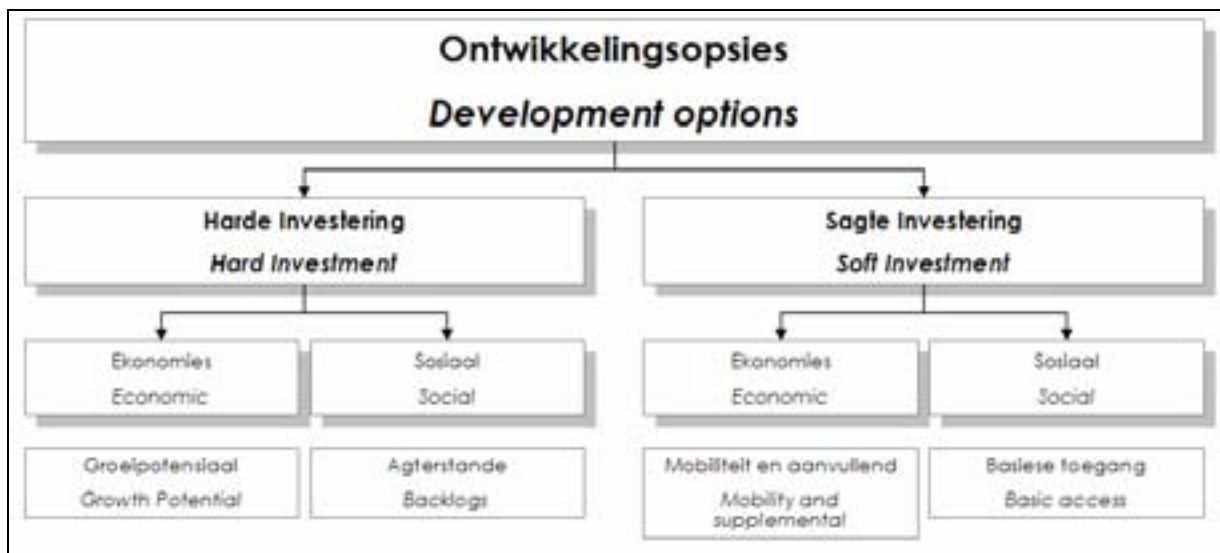 Ontwikkelingsopsies
Development options
Harde Investering
Hard Investment
Sagte Investering
Soft Investment
Ekonomies
Economic
Sosiaal
Social
Ekonomies
Economic
Sosiaal
Social
Groeipotensiaal
Growth Potential
Agterstande
Backlogs
Mobiliteit en aanvullend
Mobility and
supplemental
Basiese toegang
Basic access